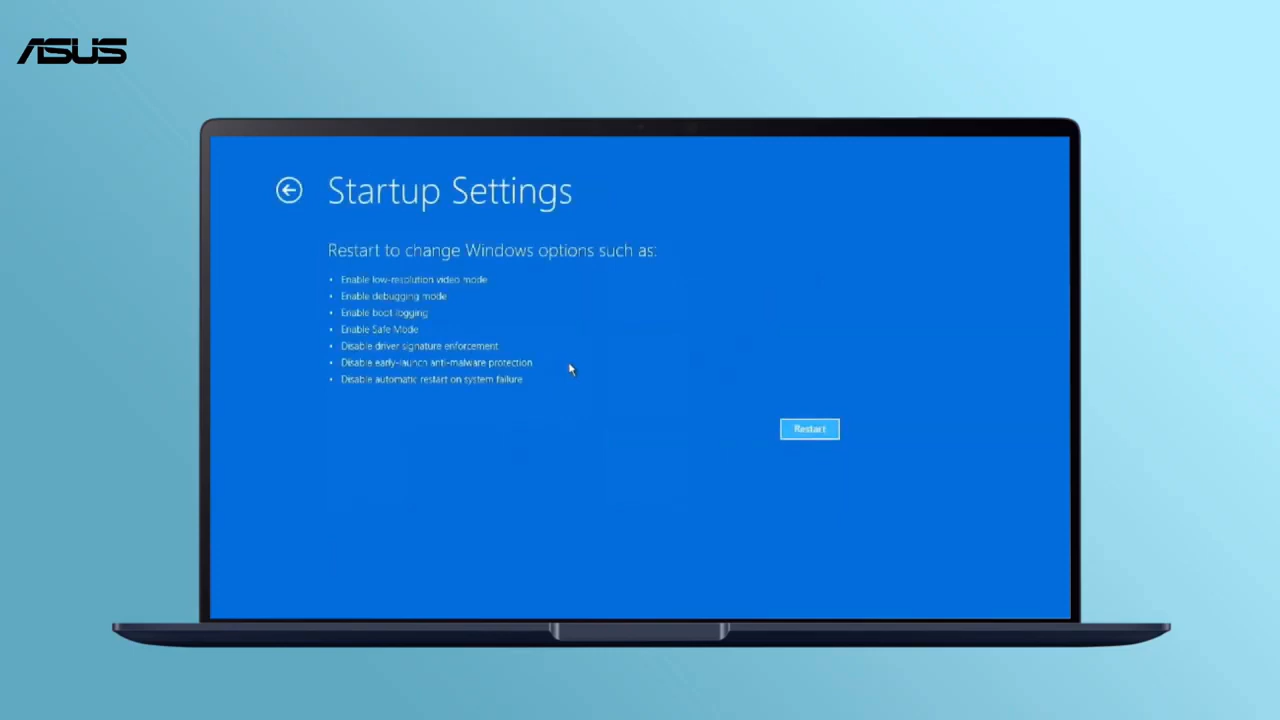 ASUS
Startup Settings
Restart to change Windows options such as:
• Enable low-resolution video mode
• Enable debugging mode
• Enable boot logging
• Enable Safe Mode
• Disable driver signature enforcement
• Disable early-launch anti-malware protection
• Disable automatic restart on system failure
Restart